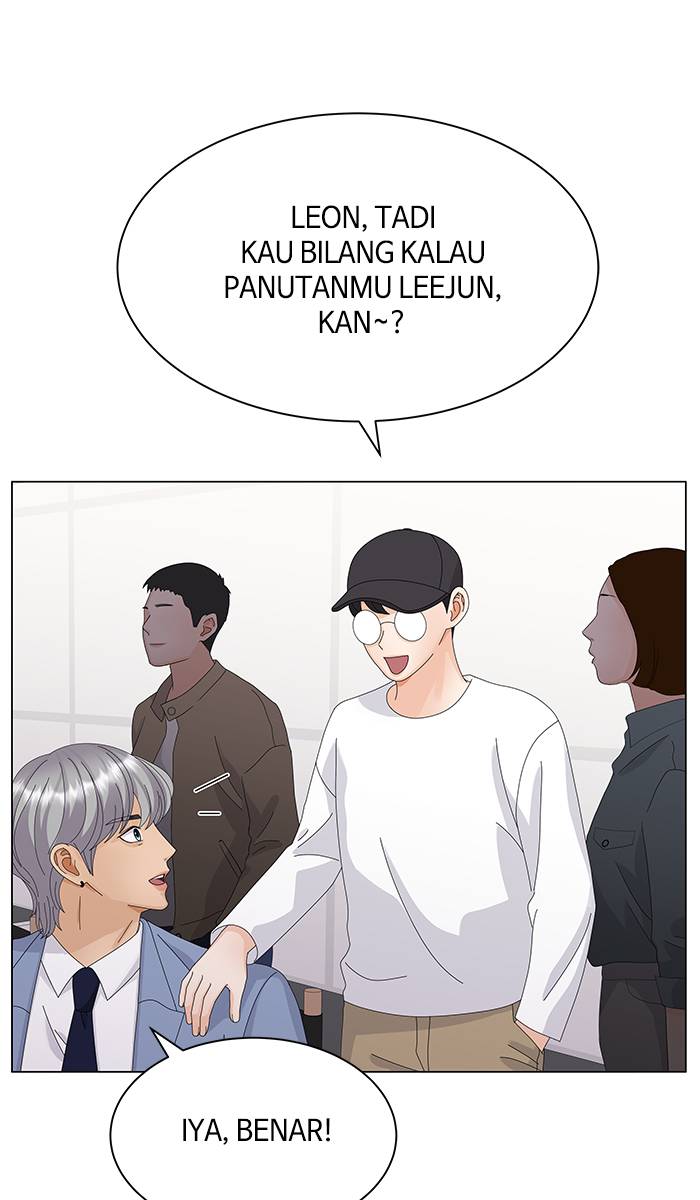 LEON, TADI
KAU BILANG KALAU
PANUTANMU LEEJUN,
KAN~?
IYA, BENAR!